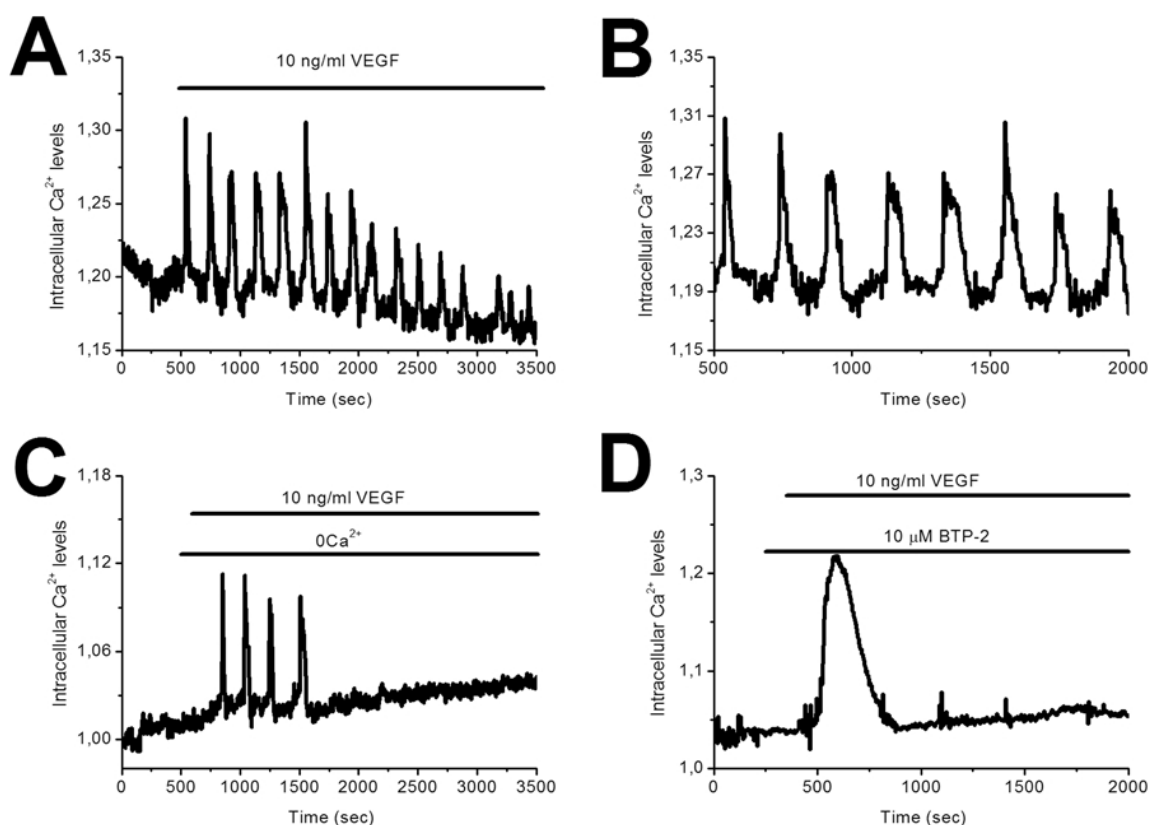 A
10 ng/ml VEGF
1,35
1,30
1,25
1,20
1,15
Intracellular Ca²⁺ levels
0 500 1000 1500 2000 2500 3000 3500
Time (sec)
B
1,35
1,31
1,27
1,23
1,19
1,15
Intracellular Ca²⁺ levels
500 1000 1500 2000
Time (sec)
C
10 ng/ml VEGF
0Ca²⁺
1,18
1,12
1,06
1,00
Intracellular Ca²⁺ levels
0 500 1000 1500 2000 2500 3000 3500
Time (sec)
D
10 ng/ml VEGF
10 μM BTP-2
1,3
1,2
1,1
1,0
Intracellular Ca²⁺ levels
0 500 1000 1500 2000
Time (sec)